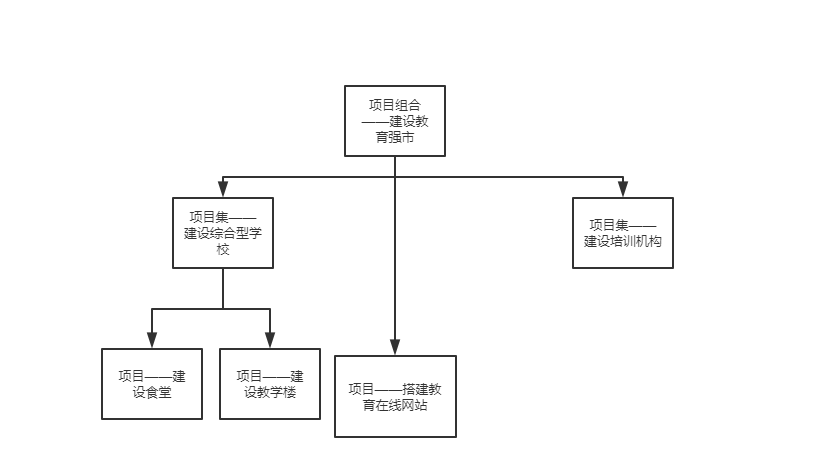 项目组合
——建设教
育强市
项目集——
建设综合型学
校
项目集——
建设培训机构
项目——建
设食堂
项目——建
设教学楼
项目——搭建教
育在线网站